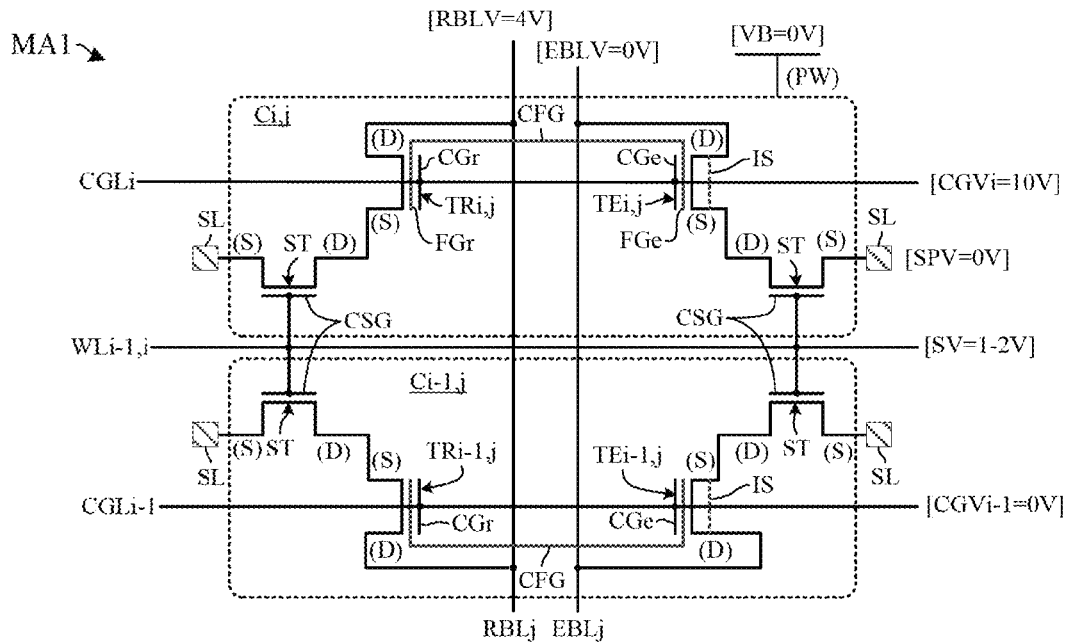 [RBLV=4V]
MA1
[EBLV=0V]
[VB=0V]
(PW)
Ci,j
CFG
(D)
(D)
CGr
CGe
IS
CGLi
[CGVi=10V]
TRi,j
TEi,j
(S)
(S)
FGr
FGe
SL
(S)
ST
(D)
(D)
ST
(S)
SL
[SPV=0V]
CSG
CSG
WLi-1,i
[SV=1-2V]
Ci-1,j
(S)
ST
(D)
(S)
TRi-1,j
TEi-1,j
(S)
(D)
ST
(S)
SL
SL
IS
CGLi-1
[CGVi-1=0V]
CGr
CGe
(D)
(D)
CFG
RBLj
EBLj